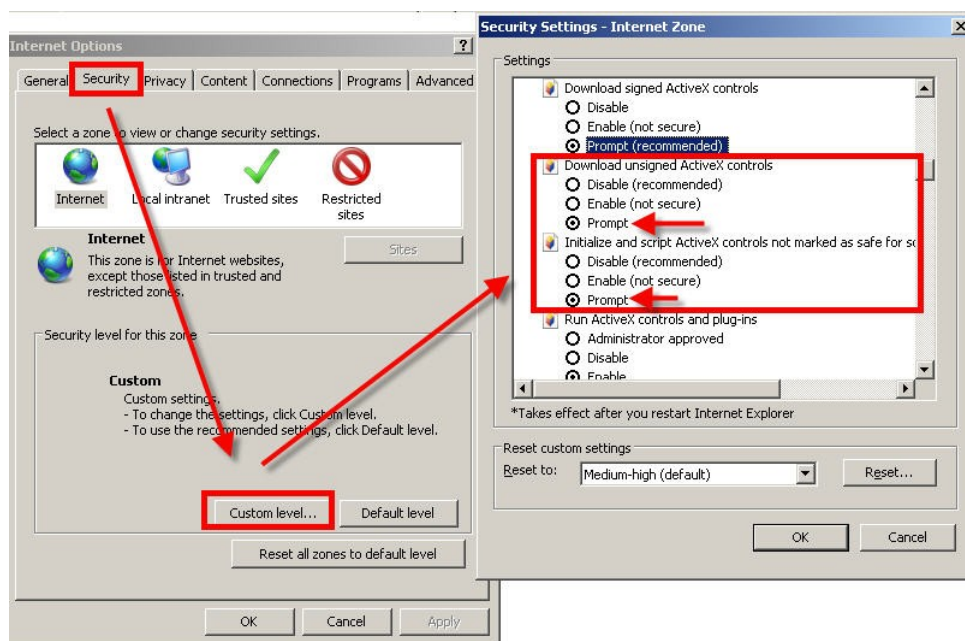 Internet Options
?
General
Security
Privacy
Content
Connections
Programs
Advanced
Select a zone to view or change security settings.
Internet
Local intranet
Trusted sites
Restricted
sites
Internet
This zone is for Internet websites,
except those listed in trusted and
restricted zones.
Sites
Security level for this zone
Custom
Custom settings.
- To change the settings, click Custom level.
- To use the recommended settings, click Default level.
Custom level...
Default level
Reset all zones to default level
OK
Cancel
Apply
Security Settings - Internet Zone
Settings
Download signed ActiveX controls
Disable
Enable (not secure)
Prompt (recommended)
Download unsigned ActiveX controls
Disable (recommended)
Enable (not secure)
Prompt
Initialize and script ActiveX controls not marked as safe for sc
Disable (recommended)
Enable (not secure)
Prompt
Run ActiveX controls and plug-ins
Administrator approved
Disable
Enable
*Takes effect after you restart Internet Explorer
Reset custom settings
Reset to:
Medium-high (default)
Reset...
OK
Cancel